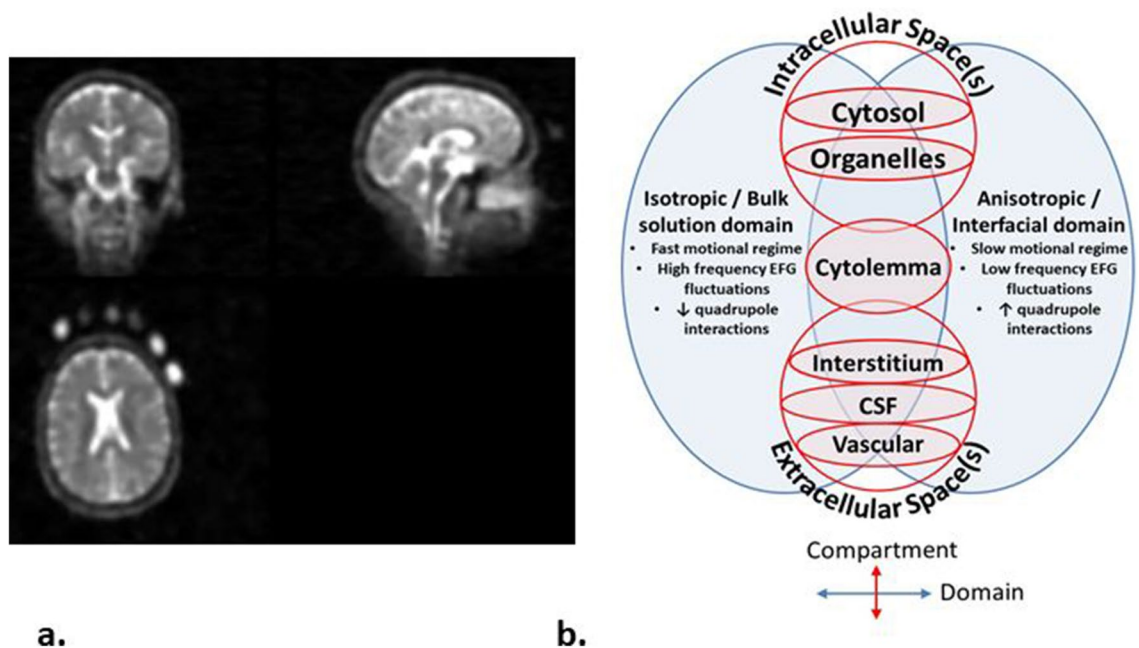 Intracellular Space(s)
Cytosol
Organelles
Isotropic / Bulk
solution domain
• Fast motional regime
• High frequency EFG
fluctuations
• ↓ quadrupole
interactions
Cytolemma
Anisotropic /
Interfacial domain
• Slow motional regime
• Low frequency EFG
fluctuations
• ↑ quadrupole
interactions
Interstitium
CSF
Vascular
Extracellular Space(s)
Compartment
Domain
a.
b.